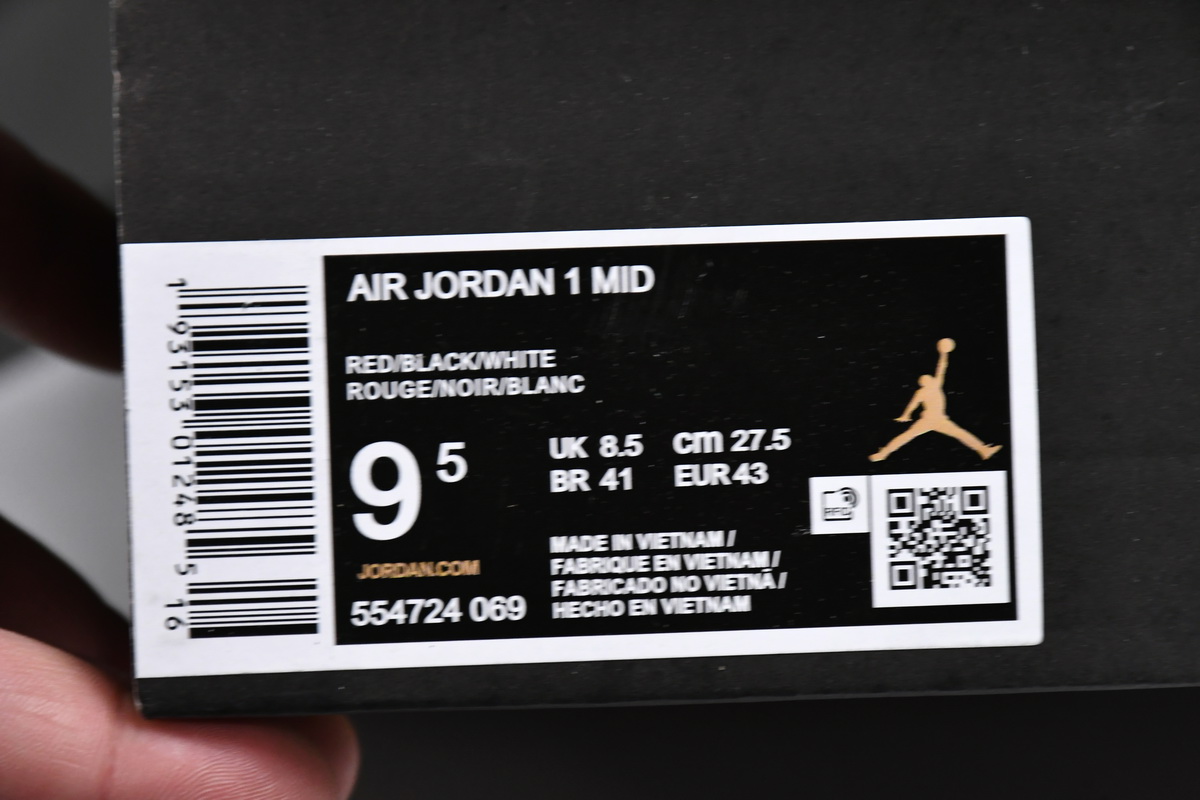 AIR JORDAN 1 MID
RED/BLACK/WHITE
ROUGE/NOIR/BLANC
9 5
UK 8.5 cm 27.5
BR 41 EUR 43
MADE IN VIETNAM /
FABRIQUE EN VIETNAM /
FABRICADO NO VIETNÃ /
HECHO EN VIETNAM
JORDAN.COM
554724 069
RFID
1 93153 01248 5 16